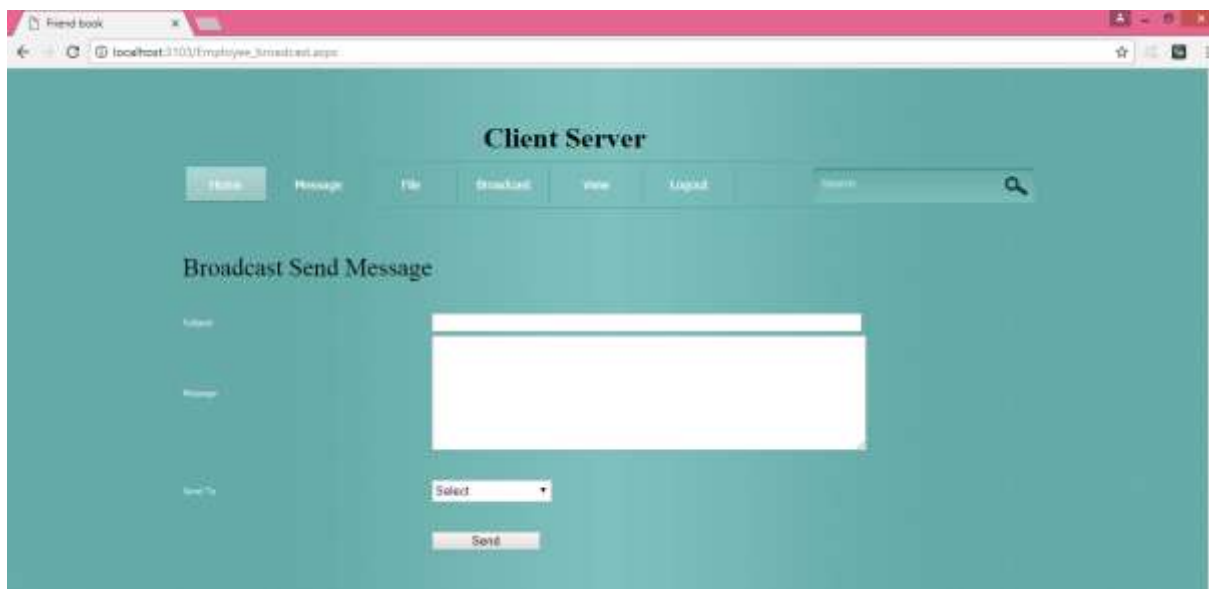 Friend book
localhost:3103/Employee_broadcast.aspx
Client Server
Home Message File Broadcast View Logout Search
Broadcast Send Message
Subject
Message
Send To Select
Send